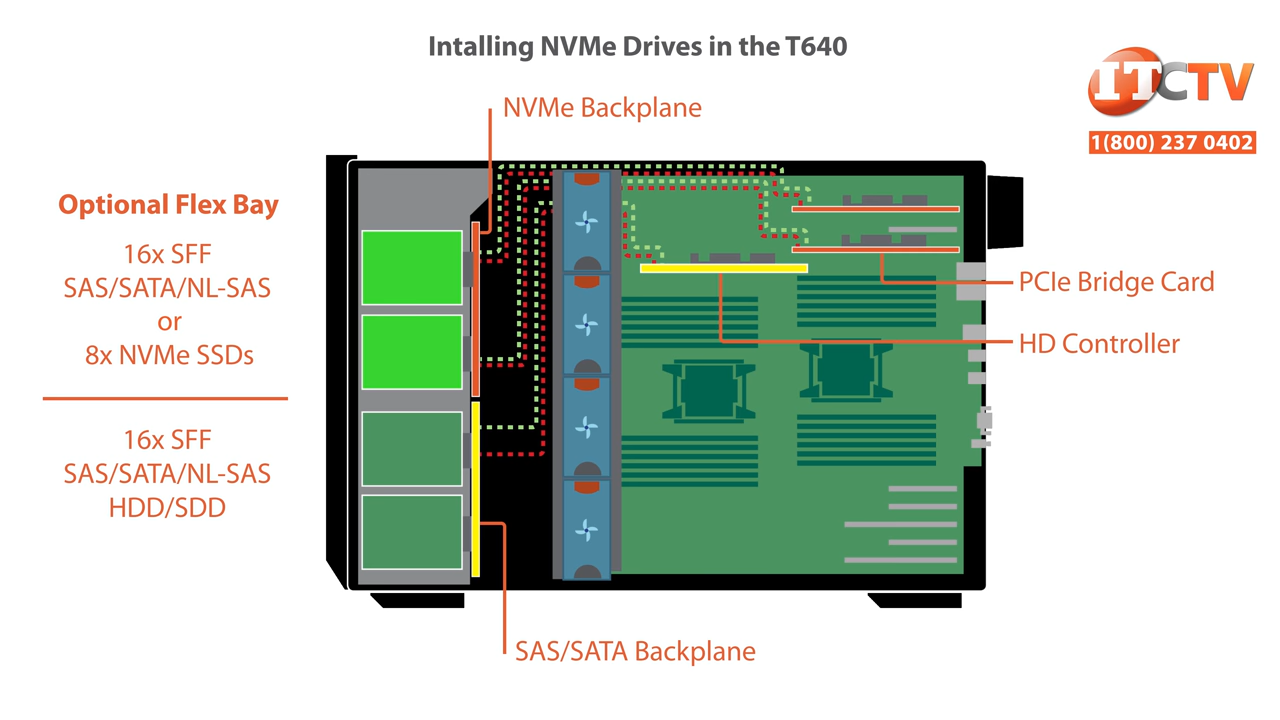 Intalling NVMe Drives in the T640
ITCTV
1(800) 237 0402
NVMe Backplane
Optional Flex Bay
16x SFF
SAS/SATA/NL-SAS
or
8x NVMe SSDs
16x SFF
SAS/SATA/NL-SAS
HDD/SDD
PCIe Bridge Card
HD Controller
SAS/SATA Backplane